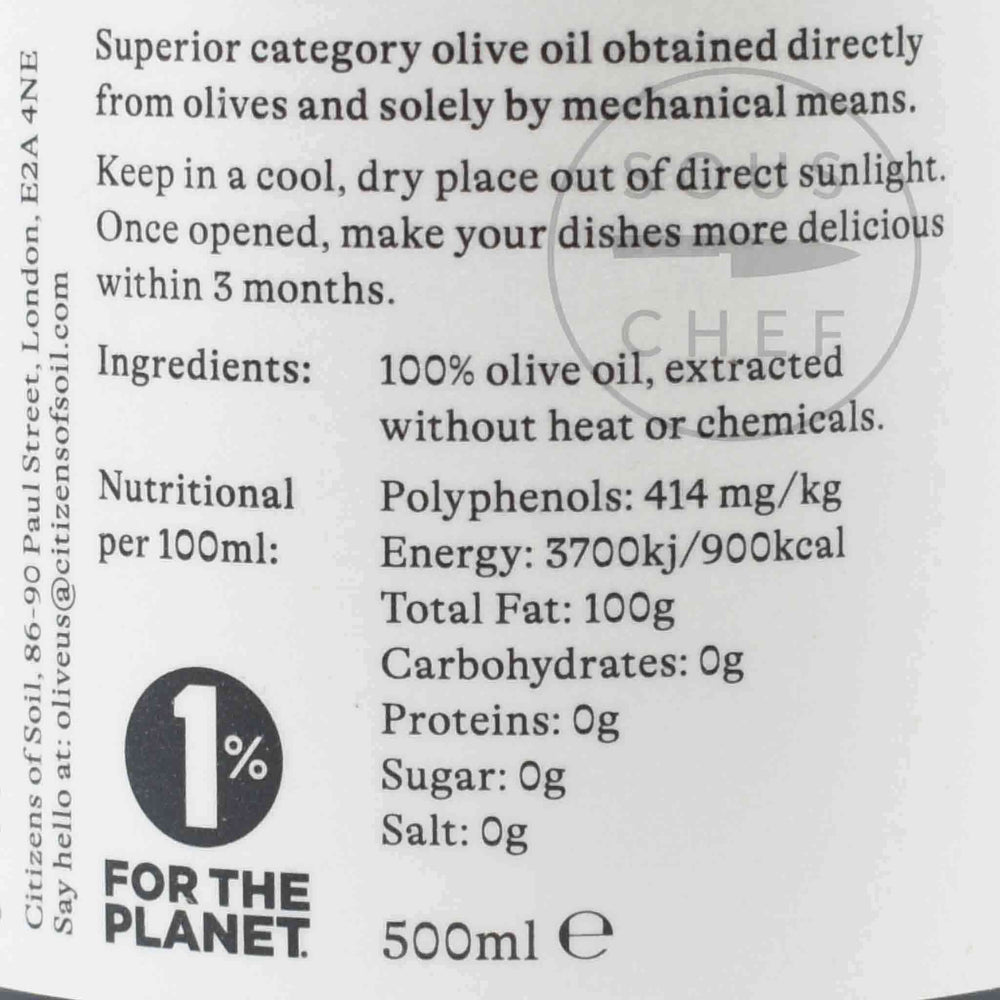 Superior category olive oil obtained directly
from olives and solely by mechanical means.
Keep in a cool, dry place out of direct sunlight.
Once opened, make your dishes more delicious
within 3 months.
Ingredients: 100% olive oil, extracted
without heat or chemicals.
Nutritional Polyphenols: 414 mg/kg
per 100ml: Energy: 3700kj/900kcal
Total Fat: 100g
Carbohydrates: 0g
Proteins: 0g
Sugar: 0g
Salt: 0g
500ml ℮
1%
FOR THE
PLANET.
Citizens of Soil, 86-90 Paul Street, London, E2A 4NE
Say hello at: oliveus@citizensofsoil.com
SOUS
CHEF